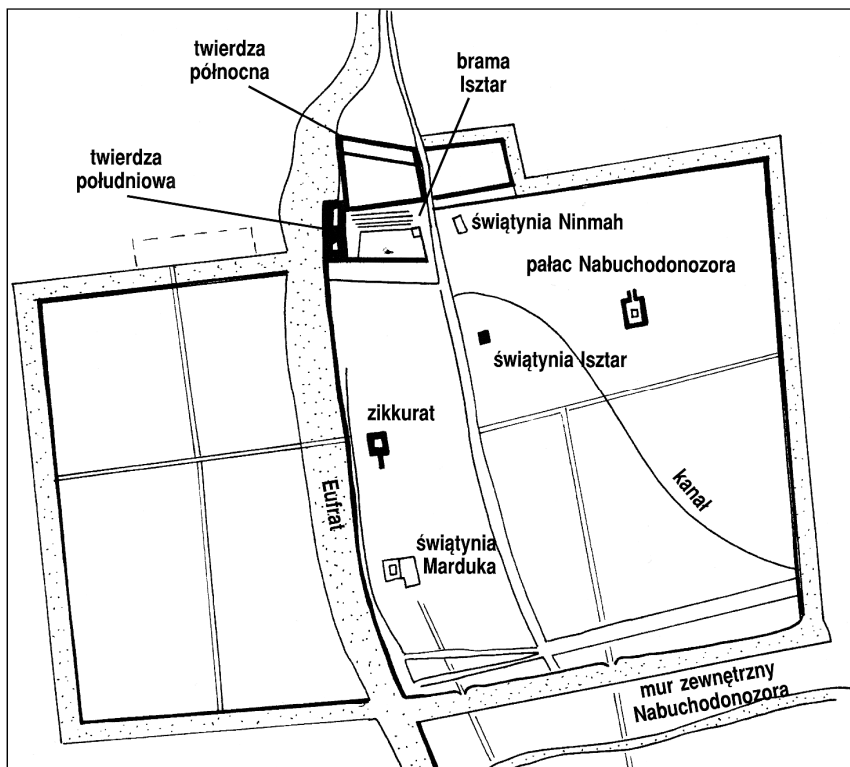 twierdza
północna
brama
Isztar
twierdza
południowa
świątynia Ninmah
pałac Nabuchodonozora
świątynia Isztar
zikkurat
kanał
Eufrat
świątynia
Marduka
mur zewnętrzny
Nabuchodonozora